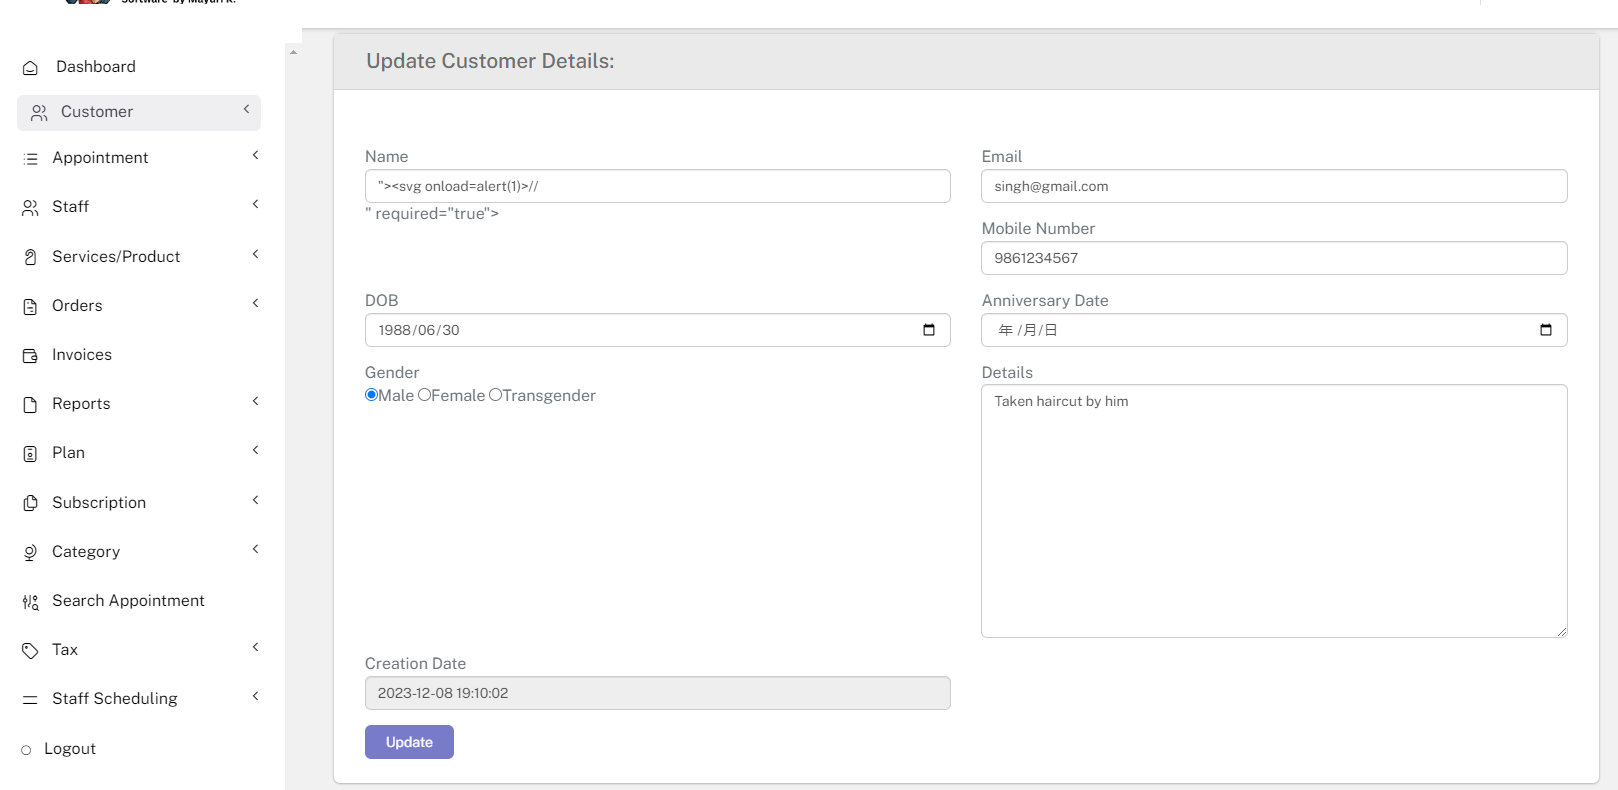 Software by Mayuri K.
Dashboard
Customer
Appointment
Staff
Services/Product
Orders
Invoices
Reports
Plan
Subscription
Category
Search Appointment
Tax
Staff Scheduling
Logout
Update Customer Details:
Name
"><svg onload=alert(1)>//
" required="true">
Email
singh@gmail.com
Mobile Number
9861234567
DOB
1988/06/30
Anniversary Date
年 /月/日
Gender
Male Female Transgender
Details
Taken haircut by him
Creation Date
2023-12-08 19:10:02
Update